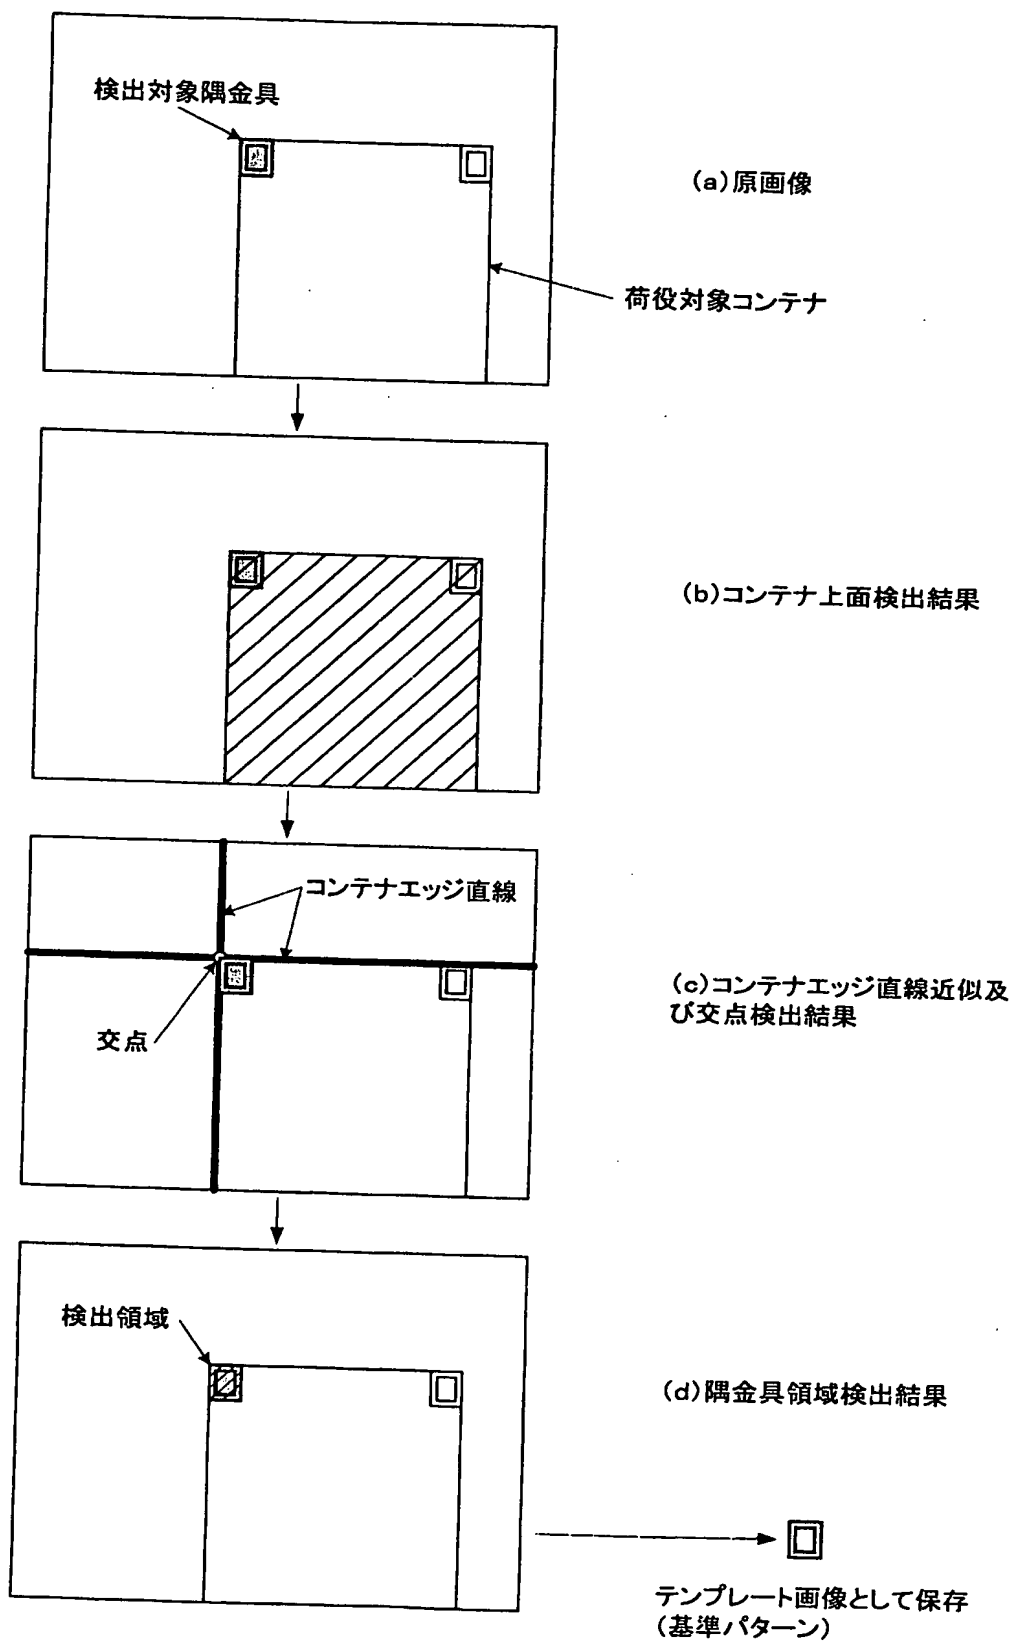 検出対象隅金具
(a)原画像
荷役対象コンテナ
(b)コンテナ上面検出結果
コンテナエッジ直線
(c)コンテナエッジ直線近似及
び交点検出結果
交点
検出領域
(d)隅金具領域検出結果
テンプレート画像として保存
(基準パターン)